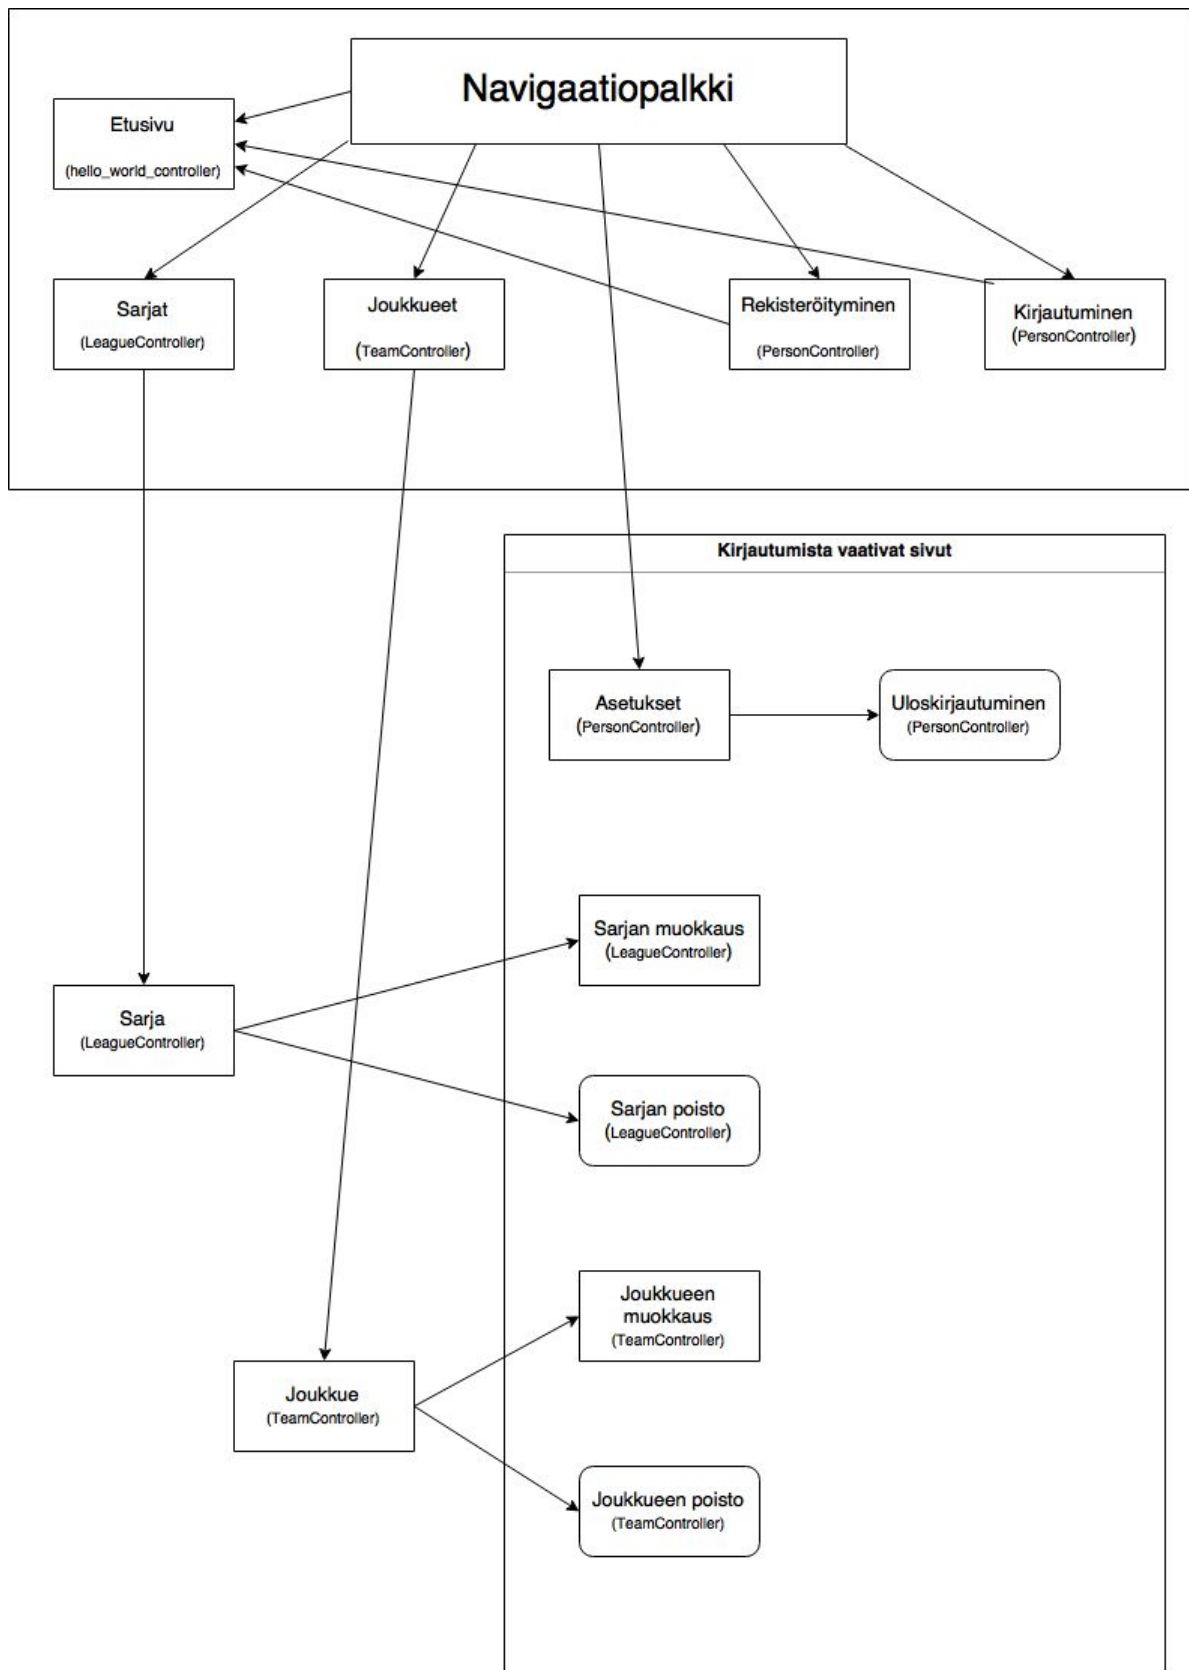 Navigaatiopalkki
Etusivu
(hello_world_controller)
Sarjat
(LeagueController)
Joukkueet
(TeamController)
Rekisteröityminen
(PersonController)
Kirjautuminen
(PersonController)
Kirjautumista vaativat sivut
Asetukset
(PersonController)
Uloskirjautuminen
(PersonController)
Sarjan muokkaus
(LeagueController)
Sarja
(LeagueController)
Sarjan poisto
(LeagueController)
Joukkueen
muokkaus
(TeamController)
Joukkue
(TeamController)
Joukkueen poisto
(TeamController)